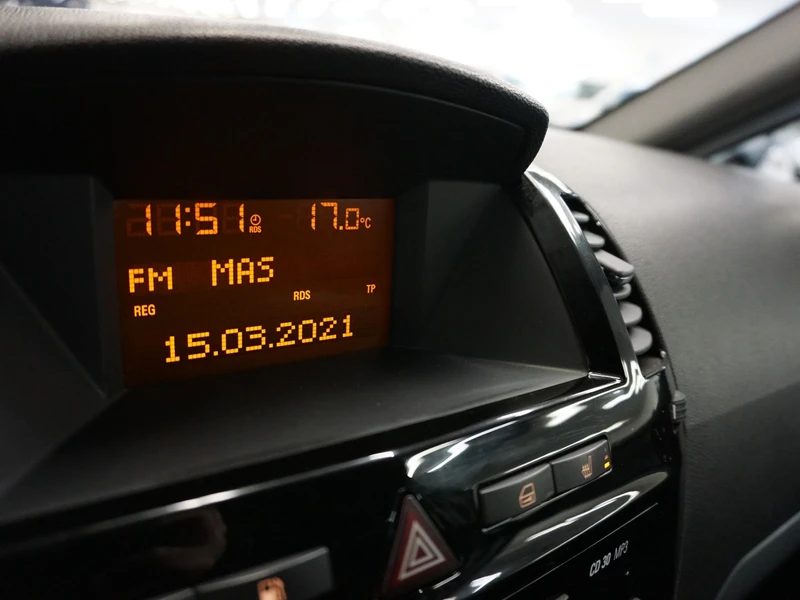 11:51 RDS 17.0°C
FM MAS
REG RDS TP
15.03.2021
CD 30 MP3